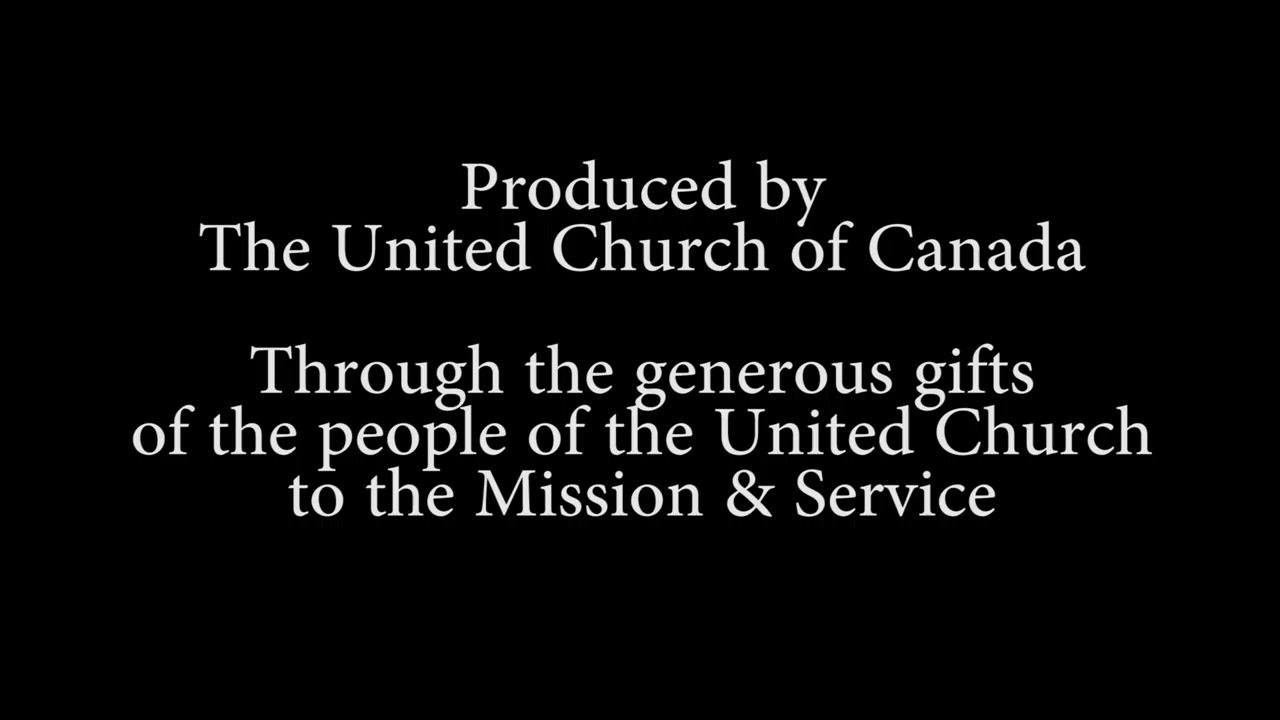 Produced by
The United Church of Canada
Through the generous gifts
of the people of the United Church
to the Mission & Service